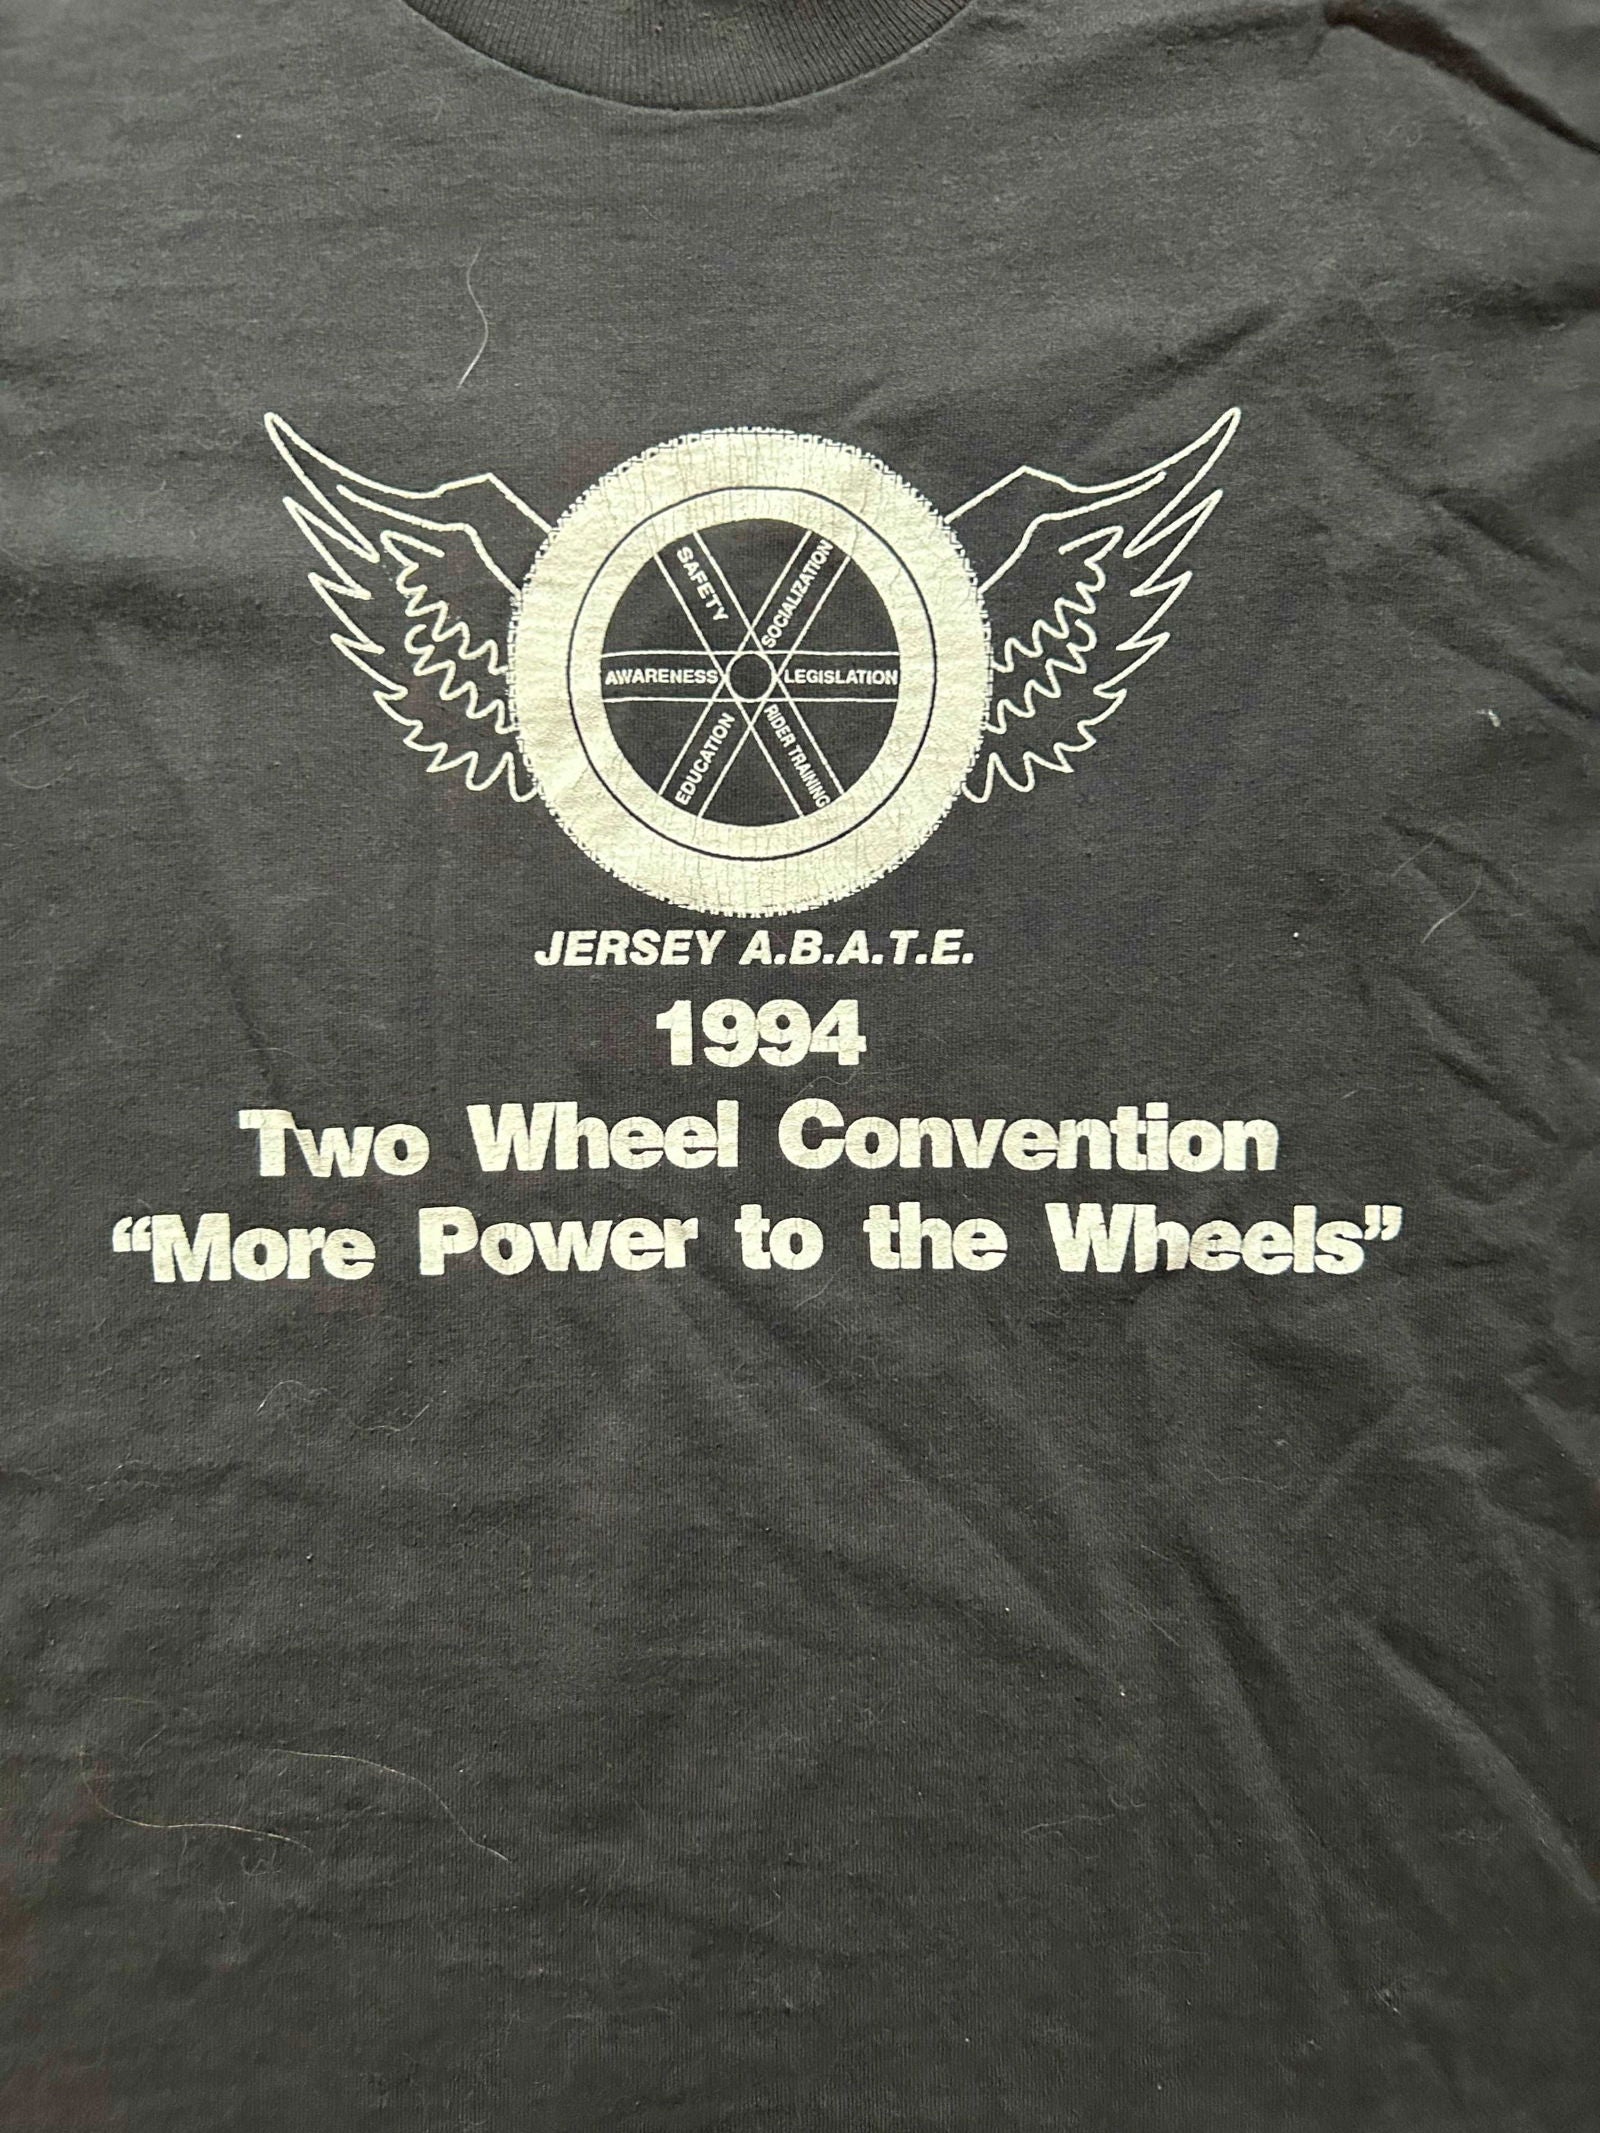 SAFETY
SOCIALIZATION
AWARENESS
LEGISLATION
EDUCATION
RIDER TRAINING
JERSEY A.B.A.T.E.
1994
Two Wheel Convention
“More Power to the Wheels”